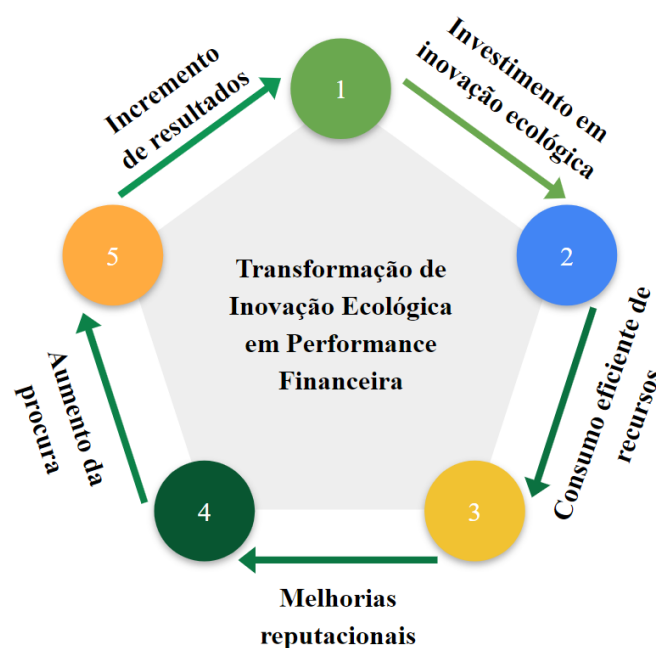 1
Investimento em
inovação ecológica
2
Consumo eficiente de
recursos
3
Melhorias
reputacionais
4
Aumento da
procura
5
Incremento
de resultados
Transformação de
Inovação Ecológica
em Performance
Financeira